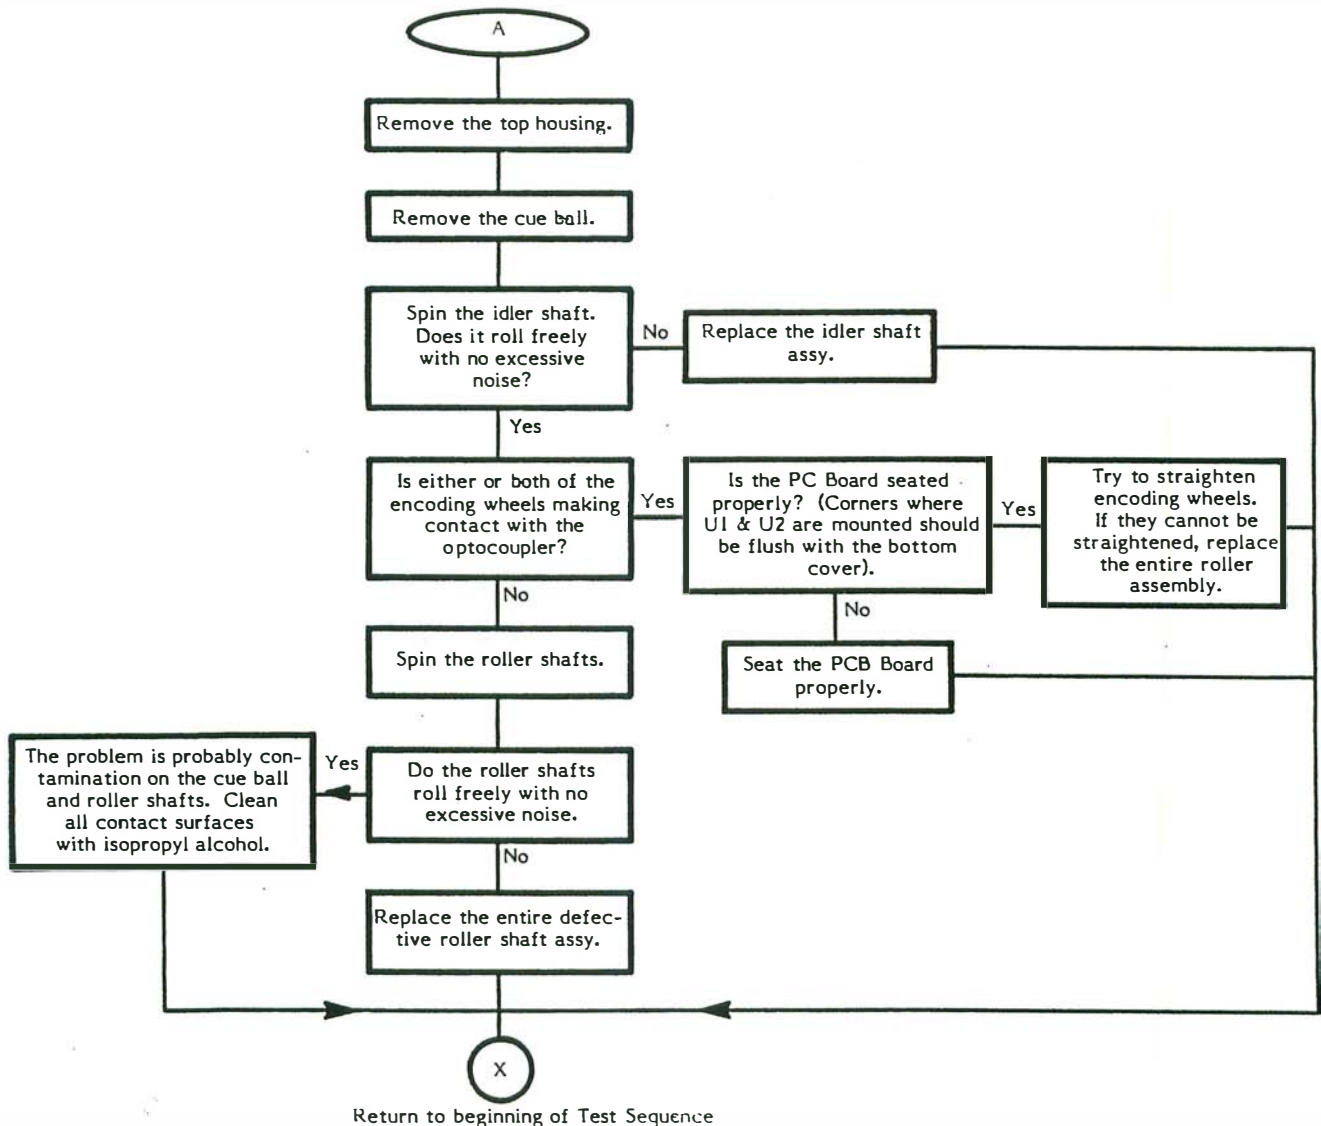 A
Remove the top housing.
Remove the cue ball.
Spin the idler shaft.
Does it roll freely
with no excessive
noise?
No
Replace the idler shaft
assy.
Yes
Is either or both of the
encoding wheels making
contact with the
optocoupler?
Yes
Is the PC Board seated
properly? (Corners where
U1 & U2 are mounted should
be flush with the bottom
cover).
Yes
Try to straighten
encoding wheels.
If they cannot be
straightened, replace
the entire roller
assembly.
No
No
Seat the PCB Board
properly.
Spin the roller shafts.
Do the roller shafts
roll freely with no
excessive noise.
Yes
The problem is probably con-
tamination on the cue ball
and roller shafts. Clean
all contact surfaces
with isopropyl alcohol.
No
Replace the entire defec-
tive roller shaft assy.
X
Return to beginning of Test Sequence